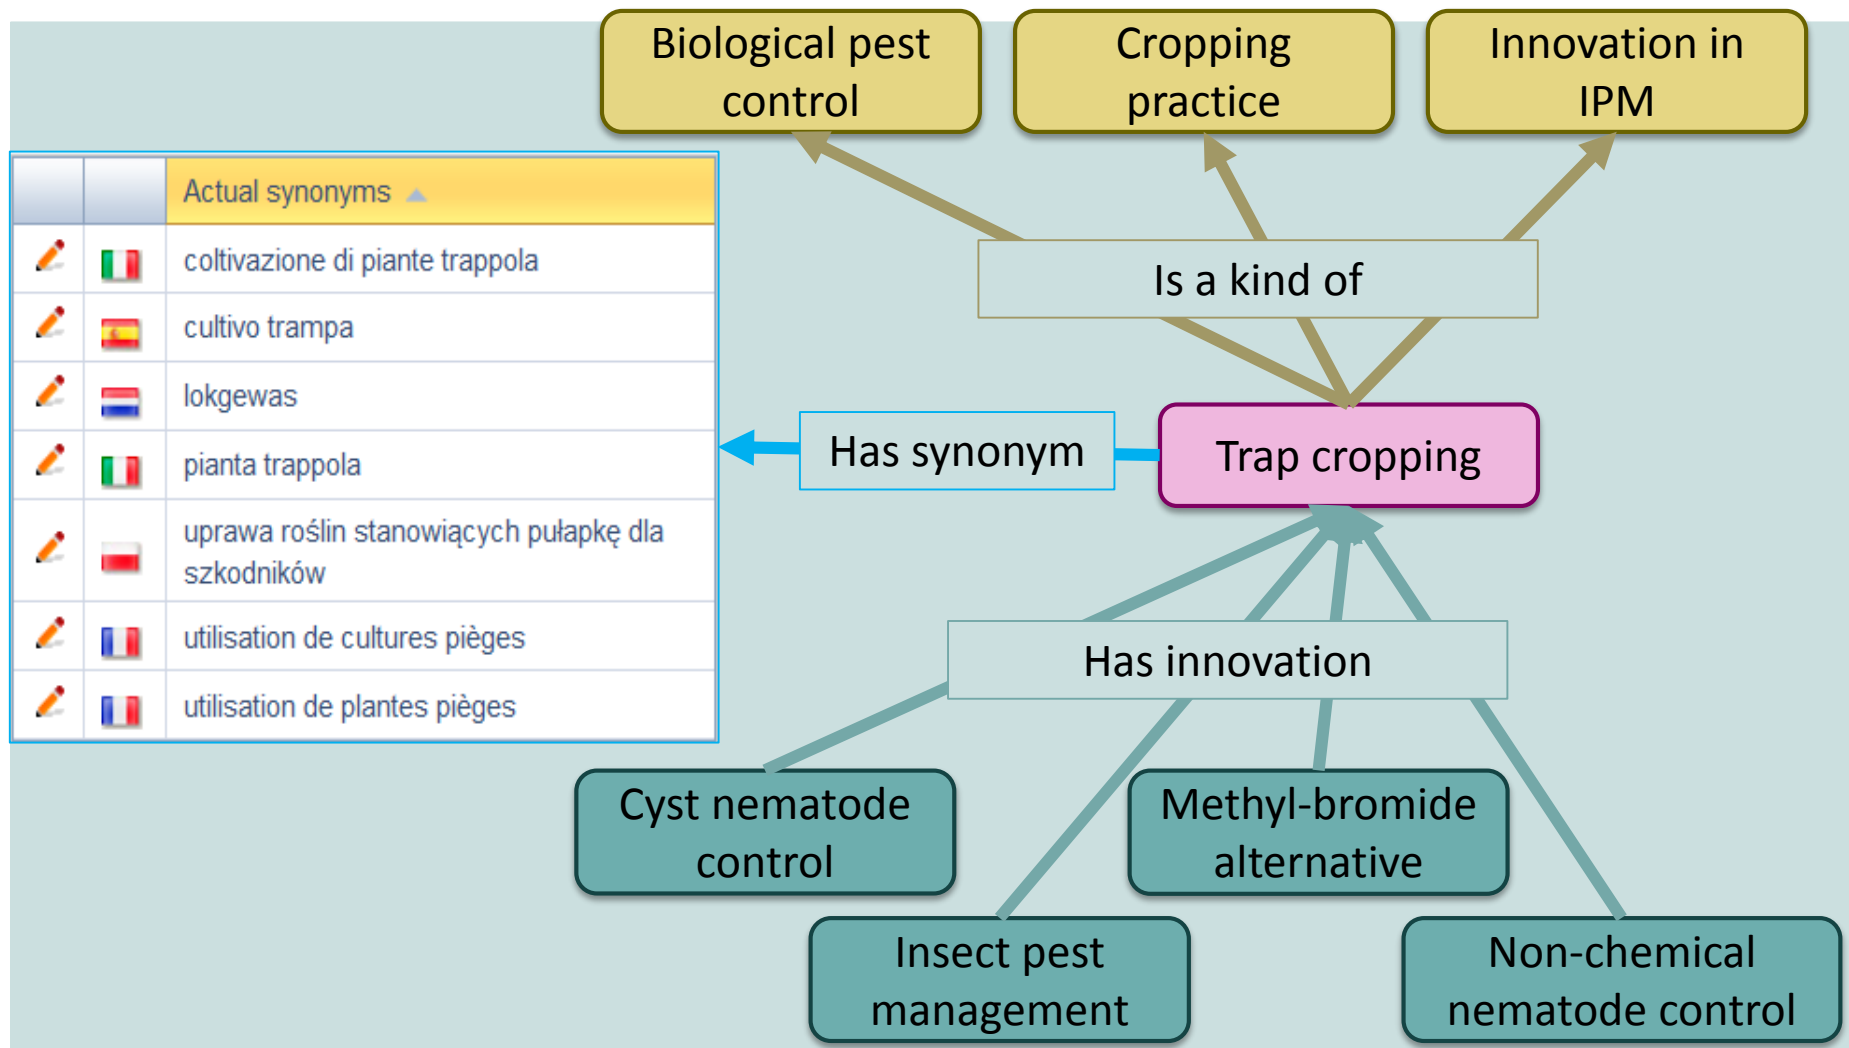 Biological pest
control
Cropping
practice
Innovation in
IPM
Actual synonyms
coltivazione di piante trappola
cultivo trampa
lokgewas
pianta trappola
uprawa roślin stanowiących pułapkę dla
szkodników
utilisation de cultures pièges
utilisation de plantes pièges
Is a kind of
Has synonym
Trap cropping
Has innovation
Cyst nematode
control
Methyl-bromide
alternative
Insect pest
management
Non-chemical
nematode control